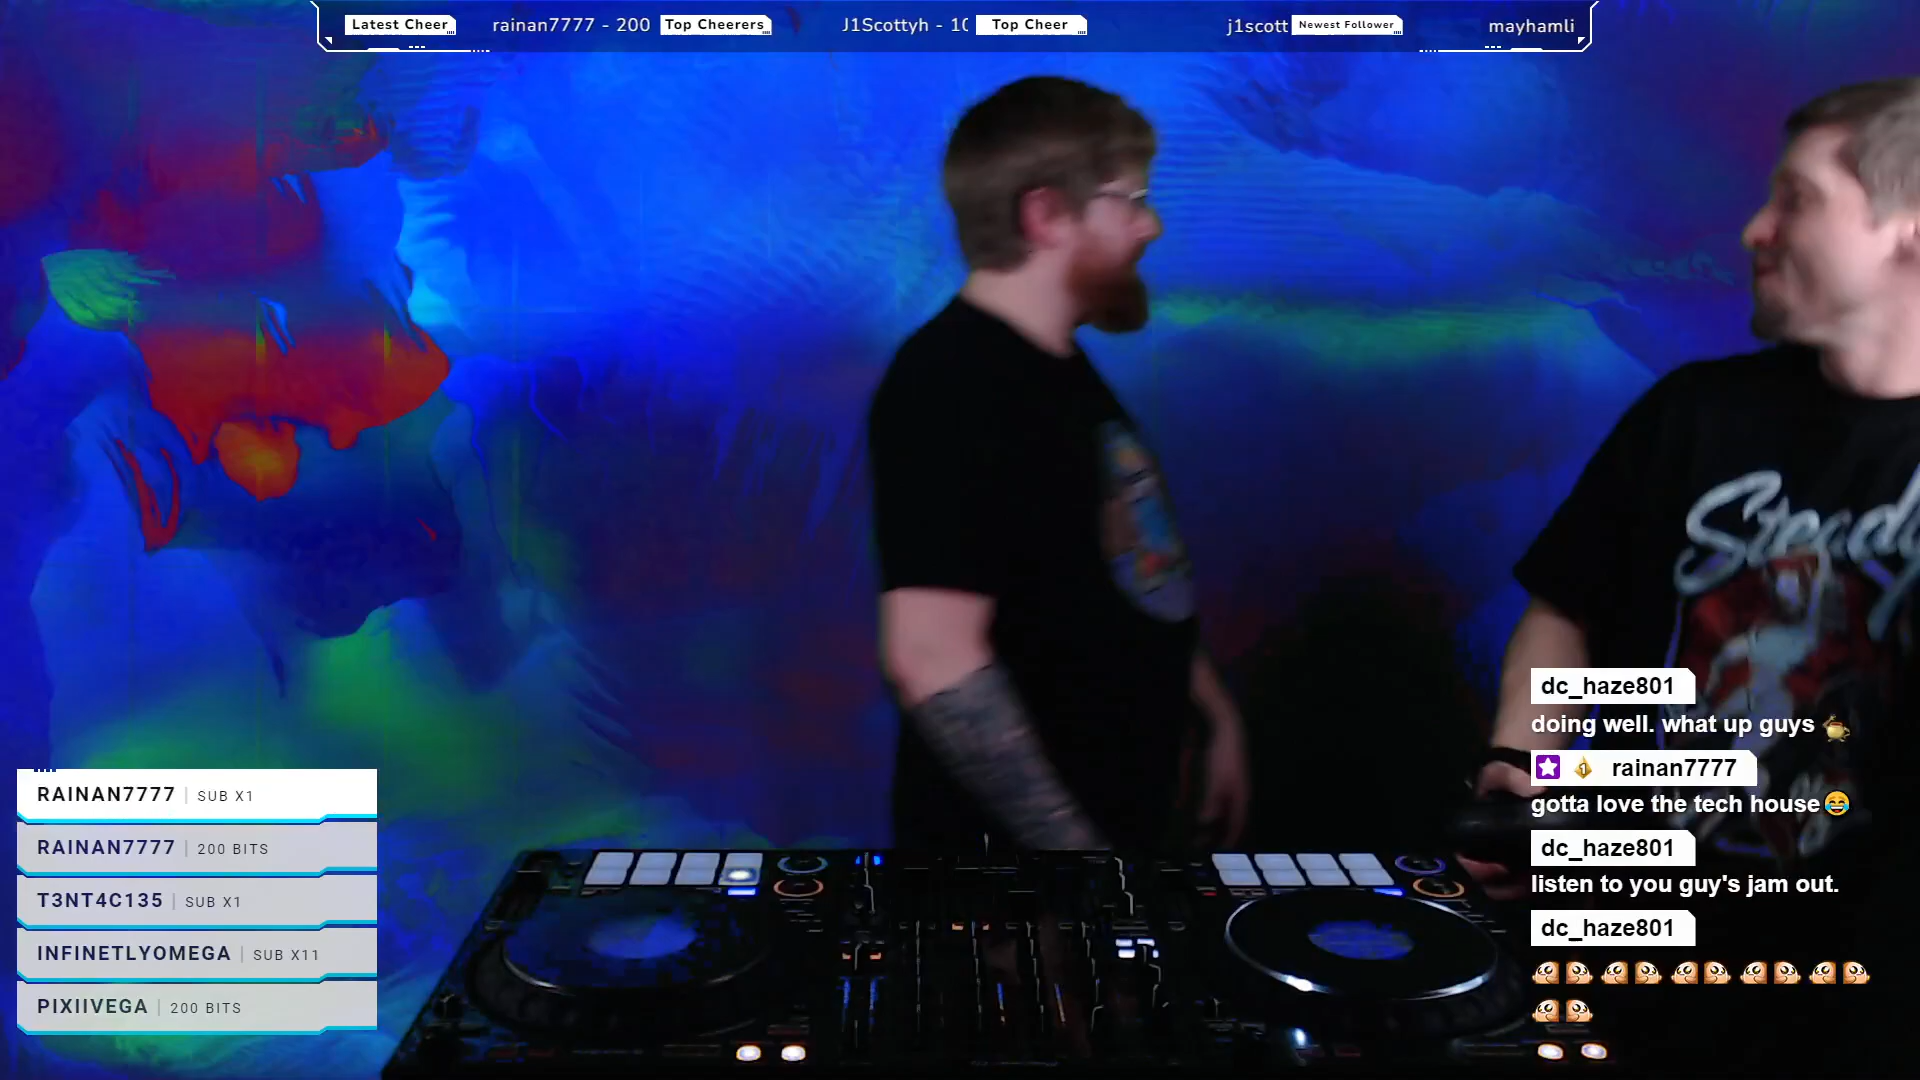 Latest Cheer
rainan7777 - 200
Top Cheerers
J1Scottyh - 10
Top Cheer
j1scott
Newest Follower
mayhamli
Steady
dc_haze801
doing well. what up guys
rainan7777
gotta love the tech house
dc_haze801
listen to you guy's jam out.
dc_haze801
RAINAN7777 | SUB X1
RAINAN7777 | 200 BITS
T3NT4C135 | SUB X1
INFINETLYOMEGA | SUB X11
PIXIIVEGA | 200 BITS